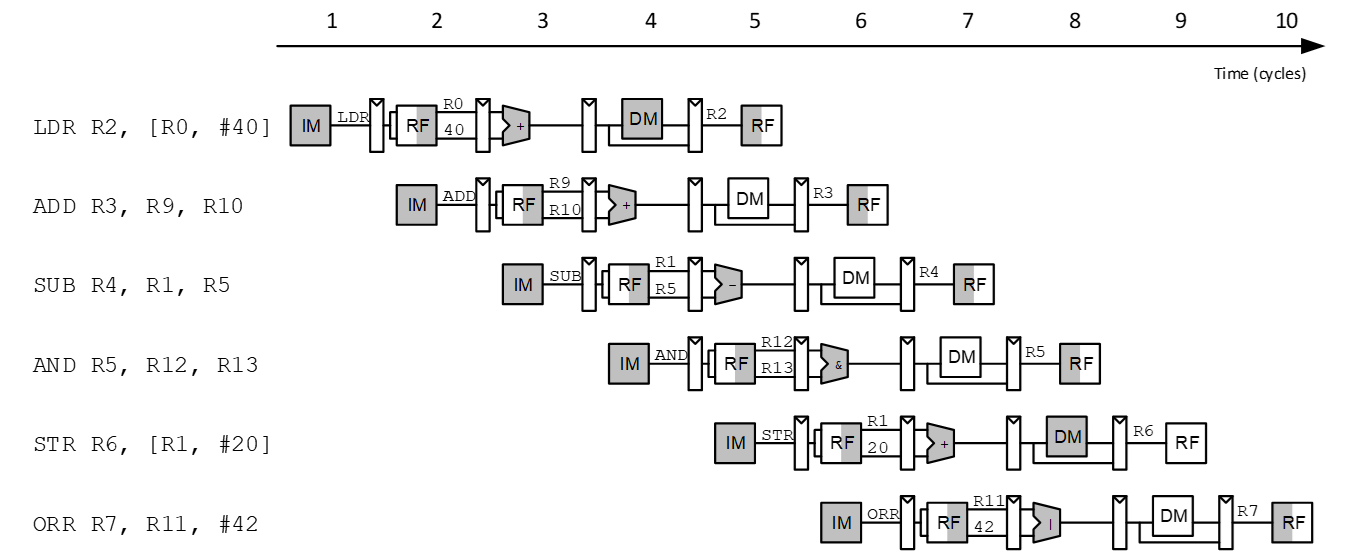 1 2 3 4 5 6 7 8 9 10
Time (cycles)
LDR R2, [R0, #40] IM LDR RF R0 40 + DM R2 RF
ADD R3, R9, R10 IM ADD RF R9 R10 + DM R3 RF
SUB R4, R1, R5 IM SUB RF R1 R5 - DM R4 RF
AND R5, R12, R13 IM AND RF R12 R13 & DM R5 RF
STR R6, [R1, #20] IM STR RF R1 20 + DM R6 RF
ORR R7, R11, #42 IM ORR RF R11 42 | DM R7 RF